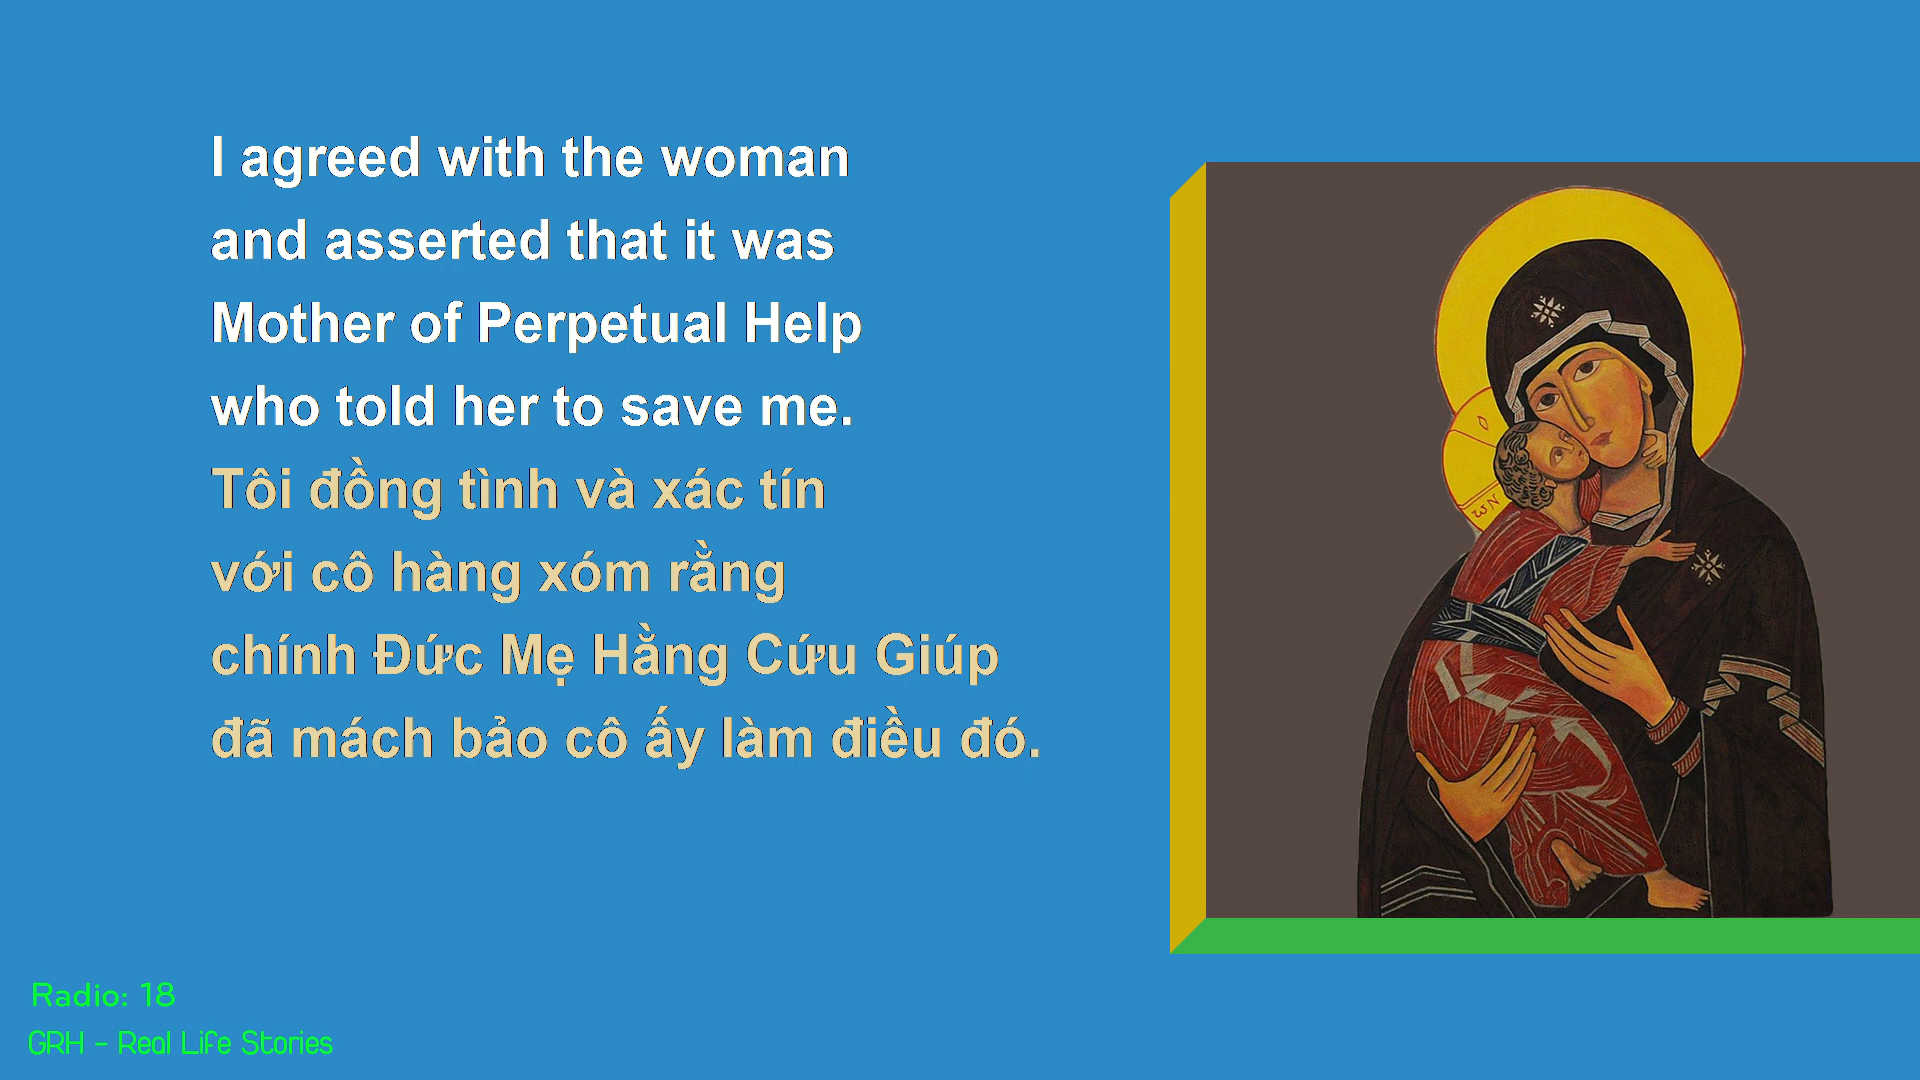 I agreed with the woman
and asserted that it was
Mother of Perpetual Help
who told her to save me.
Tôi đồng tình và xác tín
với cô hàng xóm rằng
chính Đức Mẹ Hằng Cứu Giúp
đã mách bảo cô ấy làm điều đó.
Radio: 18
GRH - Real Life Stories